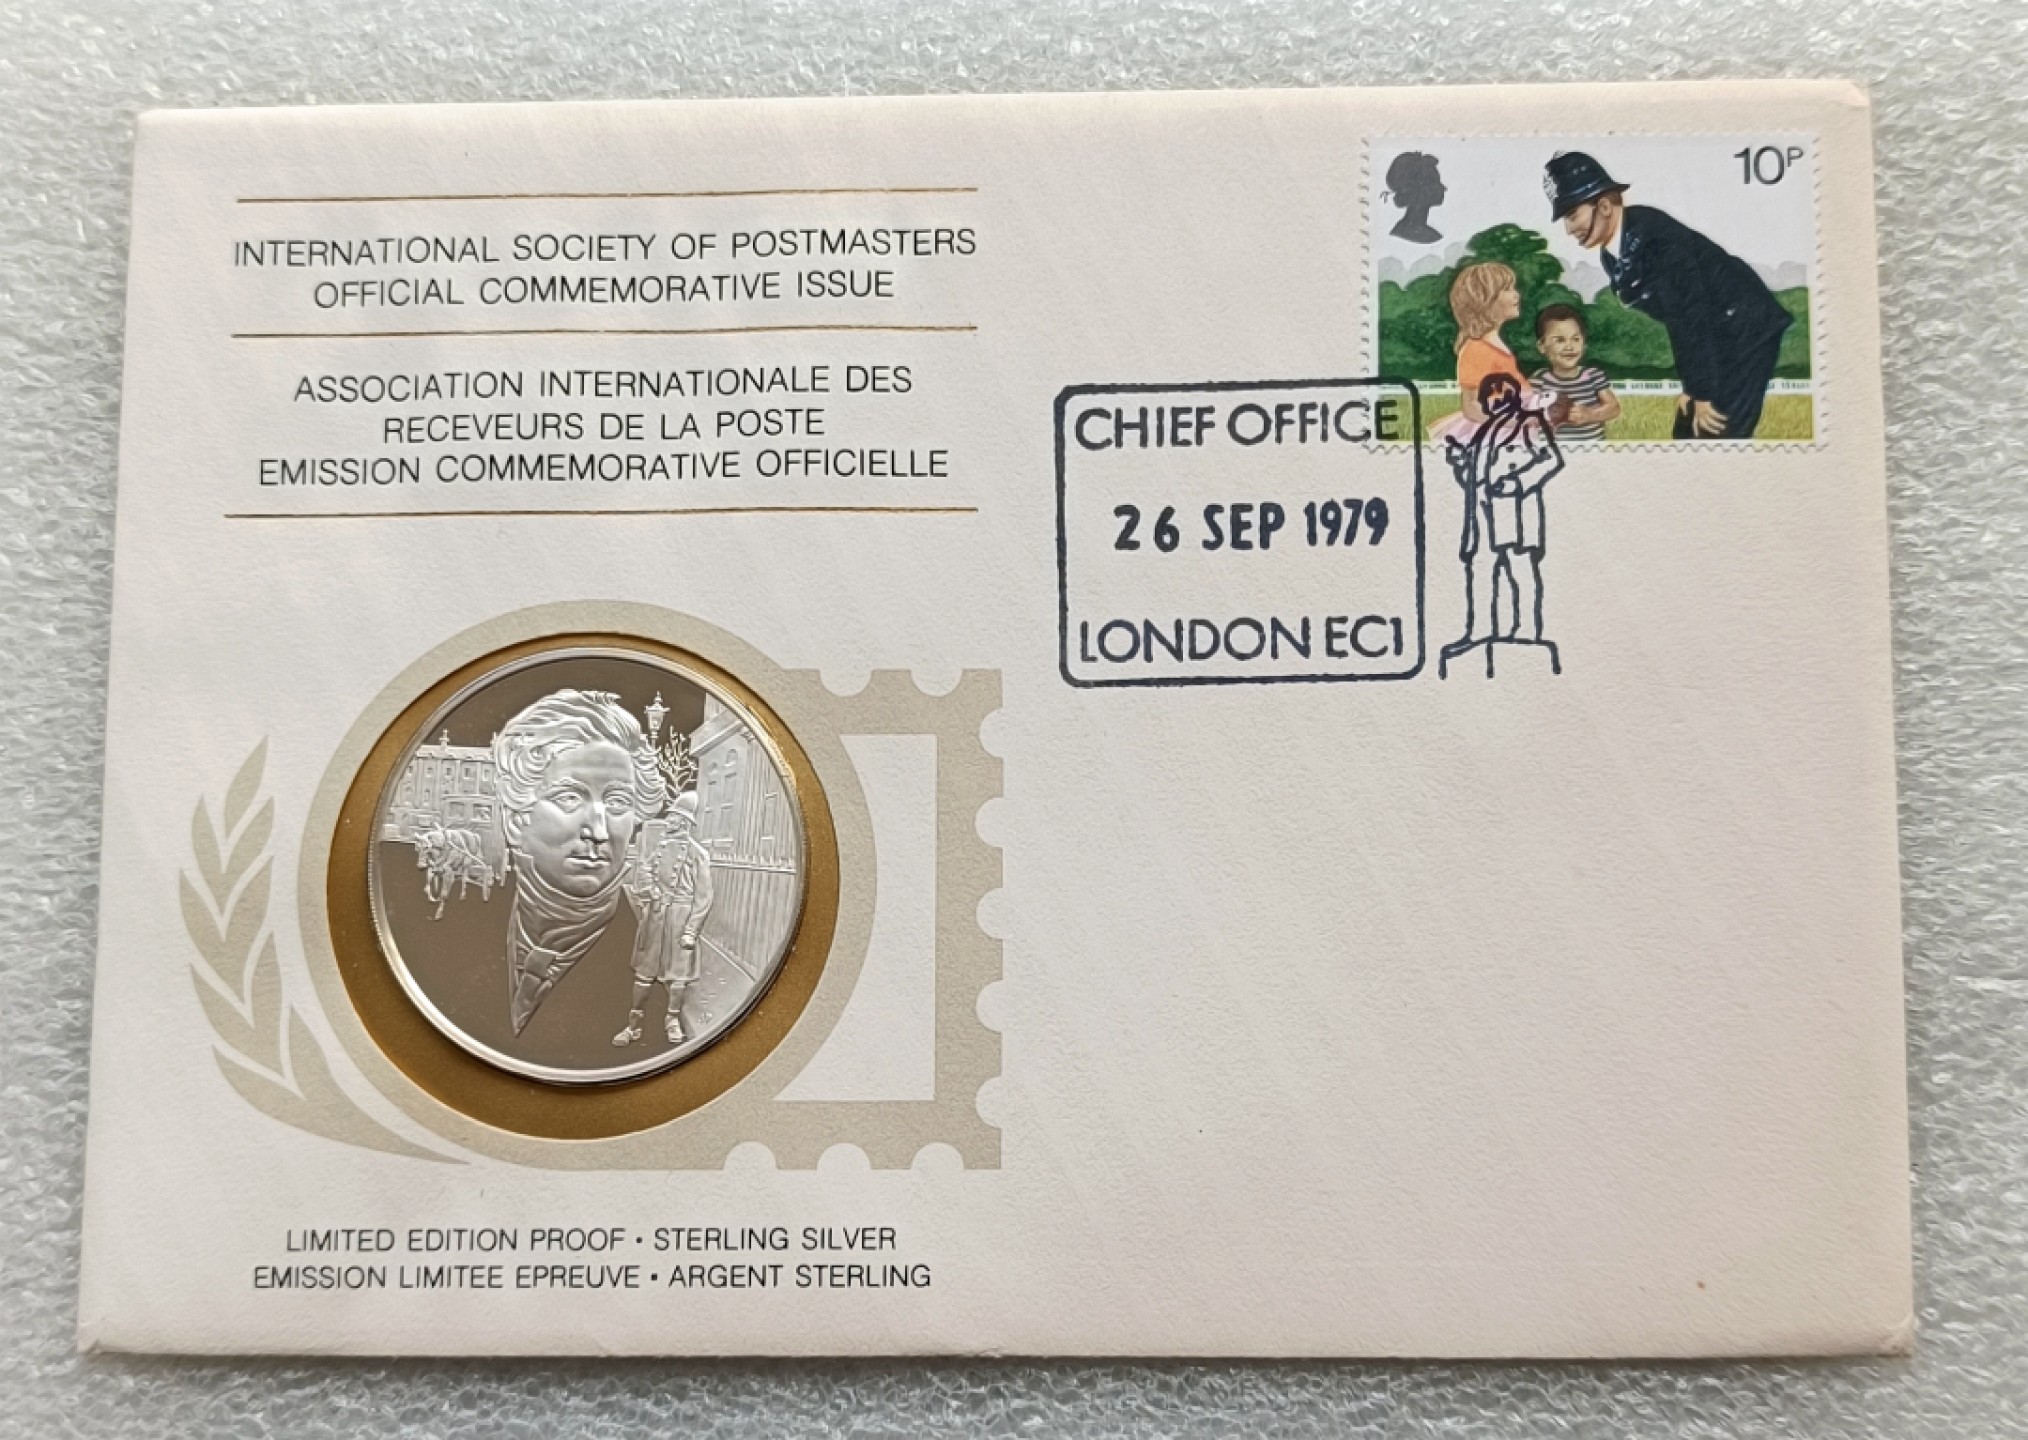 INTERNATIONAL SOCIETY OF POSTMASTERS
OFFICIAL COMMEMORATIVE ISSUE
ASSOCIATION INTERNATIONALE DES
RECEVEURS DE LA POSTE
EMISSION COMMEMORATIVE OFFICIELLE
10P
CHIEF OFFICE
26 SEP 1979
LONDON EC1
LIMITED EDITION PROOF • STERLING SILVER
EMISSION LIMITEE EPREUVE • ARGENT STERLING